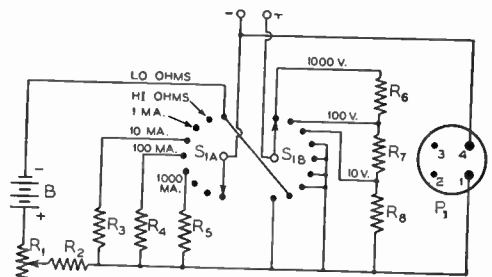 - +
1000 V.
LO OHMS
HI OHMS
1 MA.
10 MA.
100 MA.
1000 MA.
S1A
S1B
100 V.
10 V.
R6
R7
R8
3 4
2 1
P1
-
B
+
R1
R2
R3
R4
R5